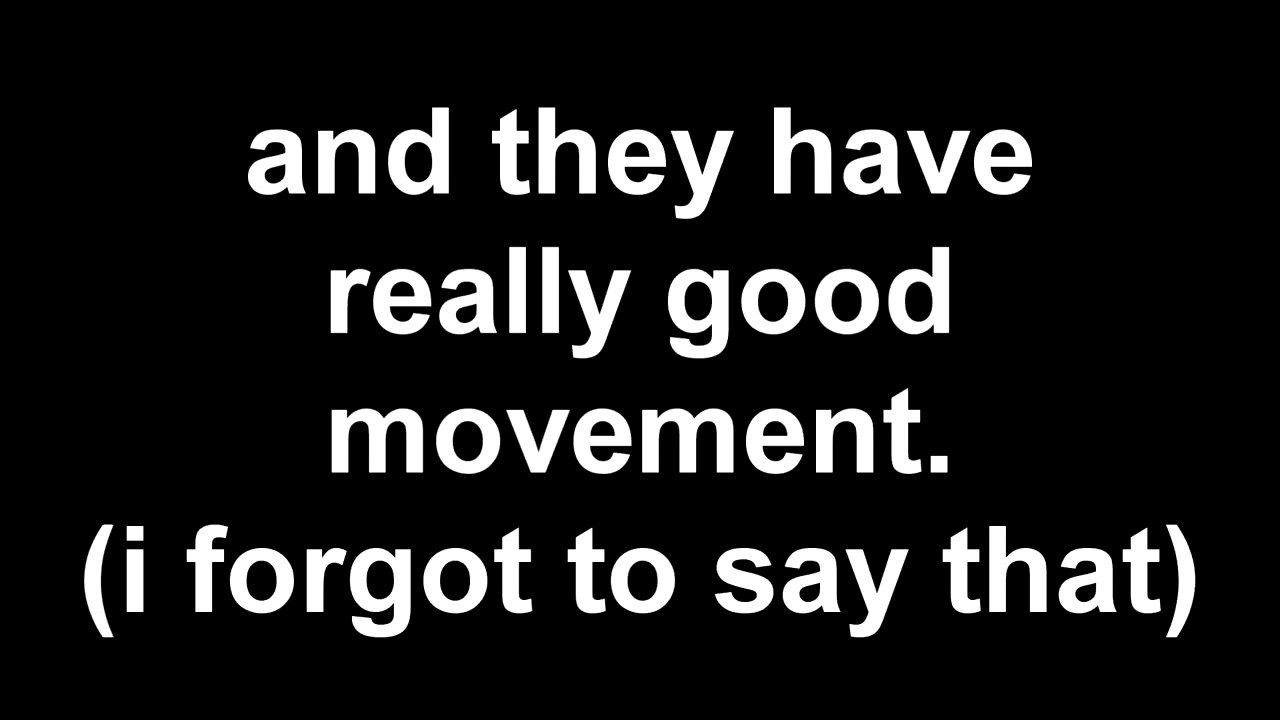 and they have
really good
movement.
(i forgot to say that)